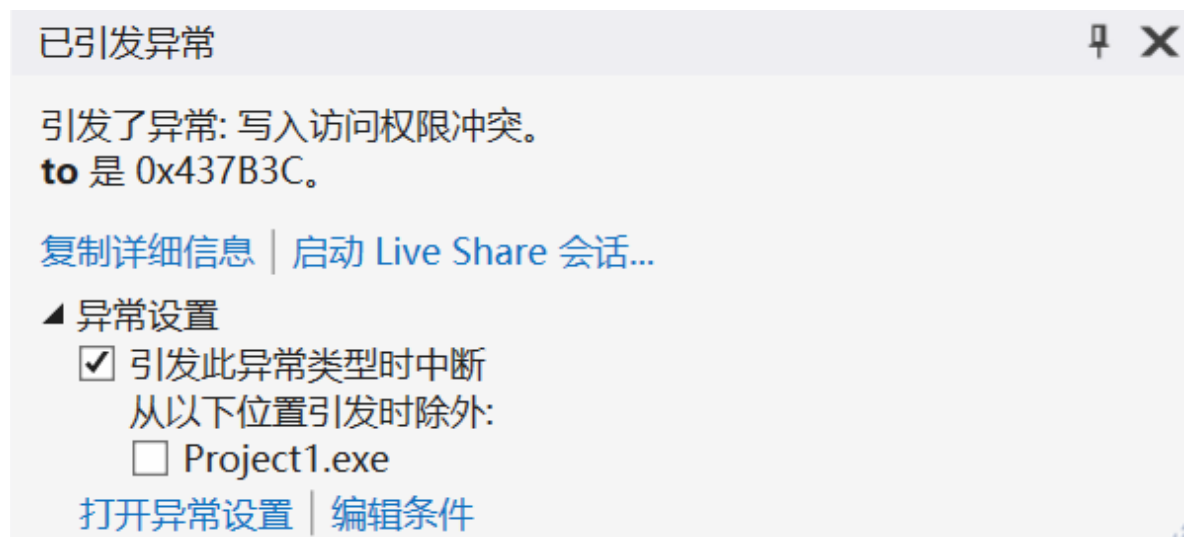 已引发异常
引发了异常: 写入访问权限冲突。
to 是 0x437B3C。
复制详细信息 | 启动 Live Share 会话...
异常设置
引发此异常类型时中断
从以下位置引发时除外:
Project1.exe
打开异常设置 | 编辑条件